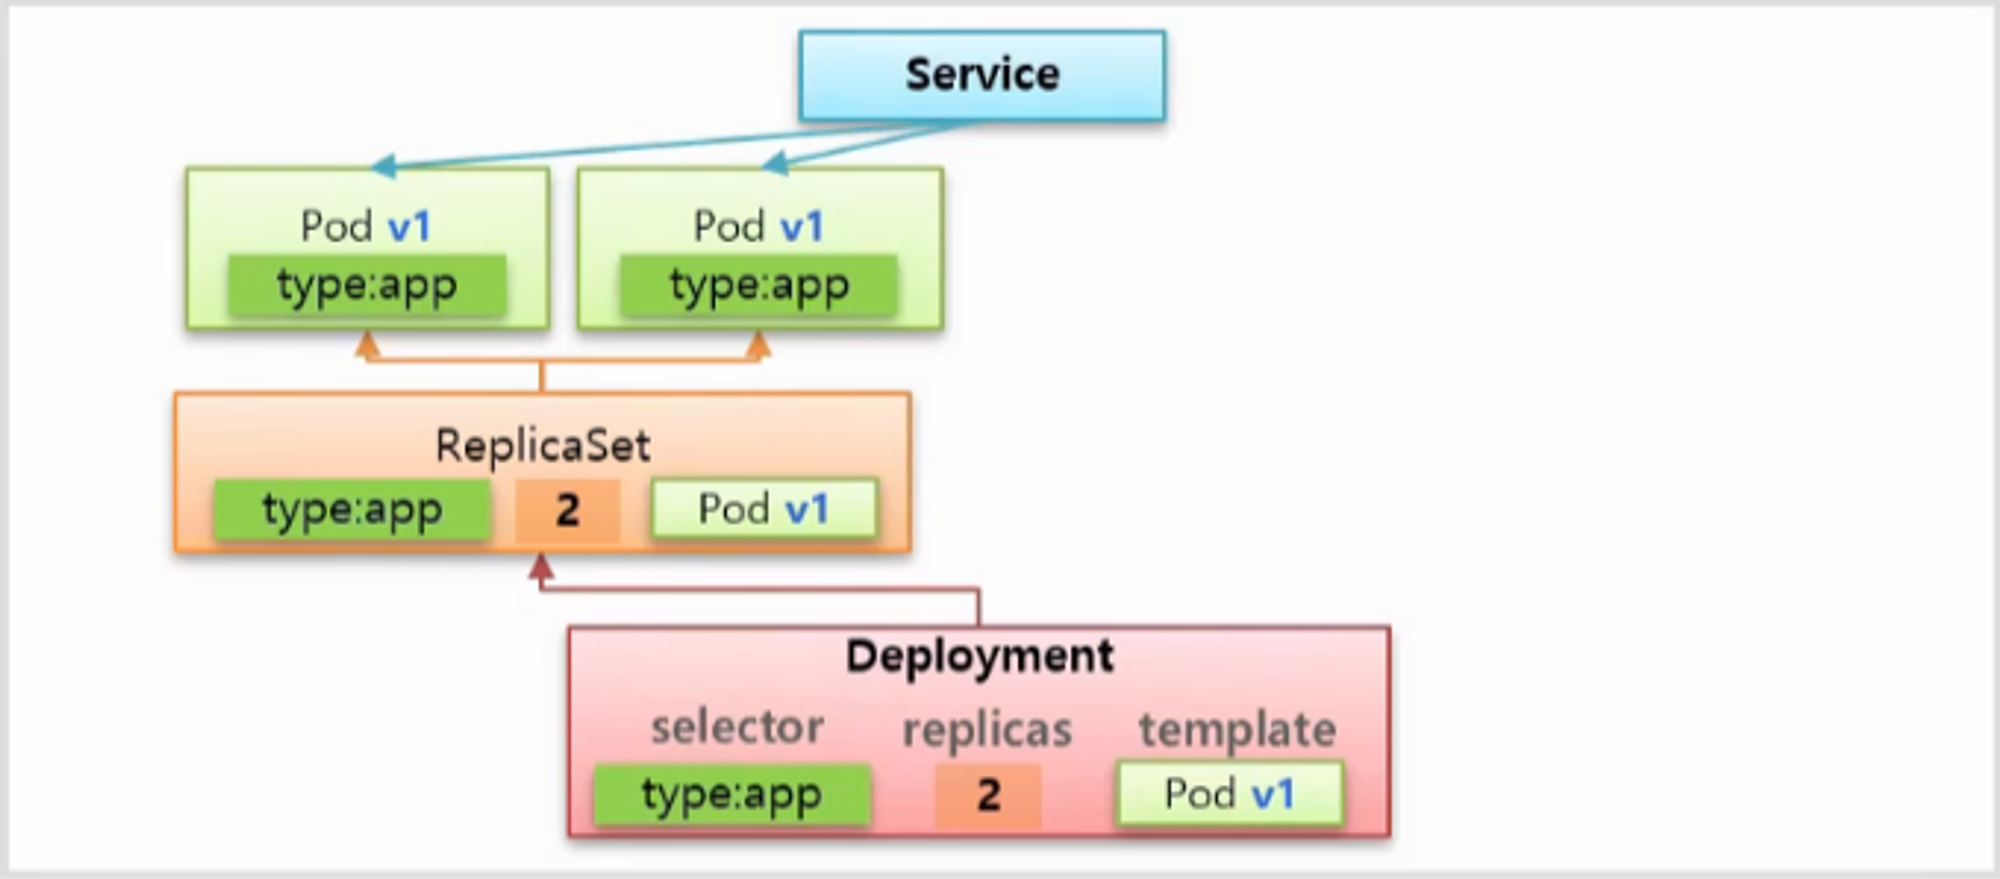 Service
Pod v1
type:app
Pod v1
type:app
ReplicaSet
type:app 2 Pod v1
Deployment
selector replicas template
type:app 2 Pod v1